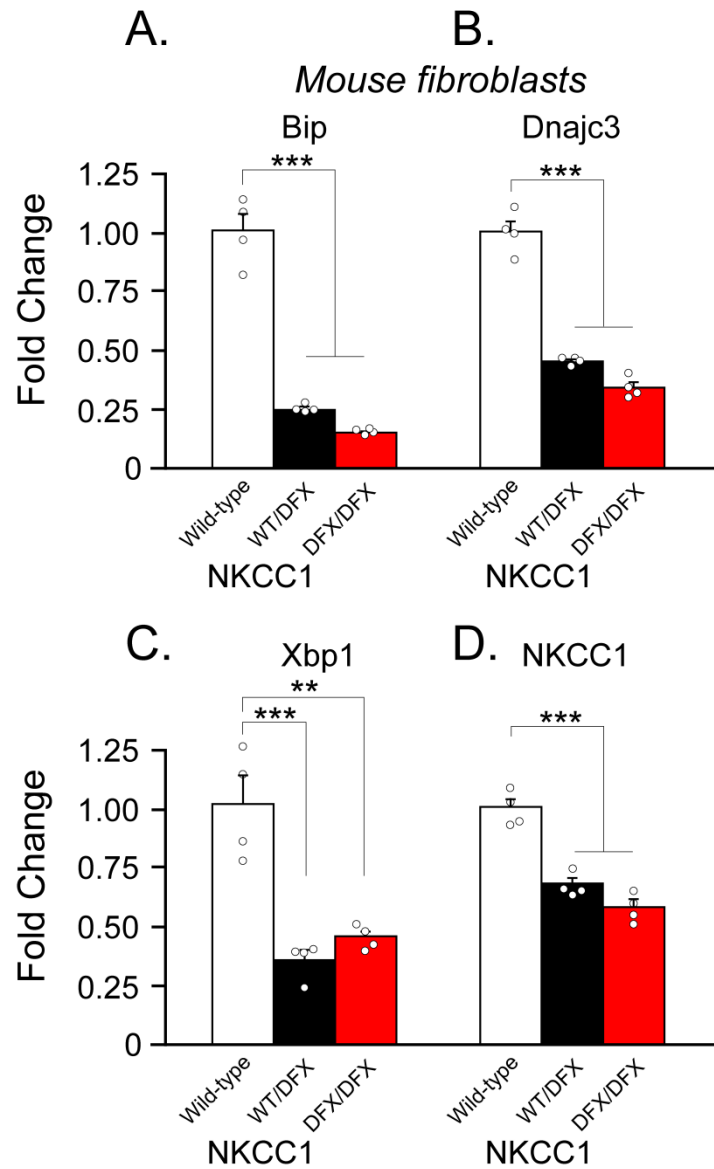 A. B.
Mouse fibroblasts
Bip Dnajc3
*** ***
Fold Change
1.25
1.00
0.75
0.50
0.25
0
Wild-type WT/DFX DFX/DFX Wild-type WT/DFX DFX/DFX
NKCC1 NKCC1
C. D.
Xbp1 NKCC1
**
*** ***
Fold Change
1.25
1.00
0.75
0.50
0.25
0
Wild-type WT/DFX DFX/DFX Wild-type WT/DFX DFX/DFX
NKCC1 NKCC1